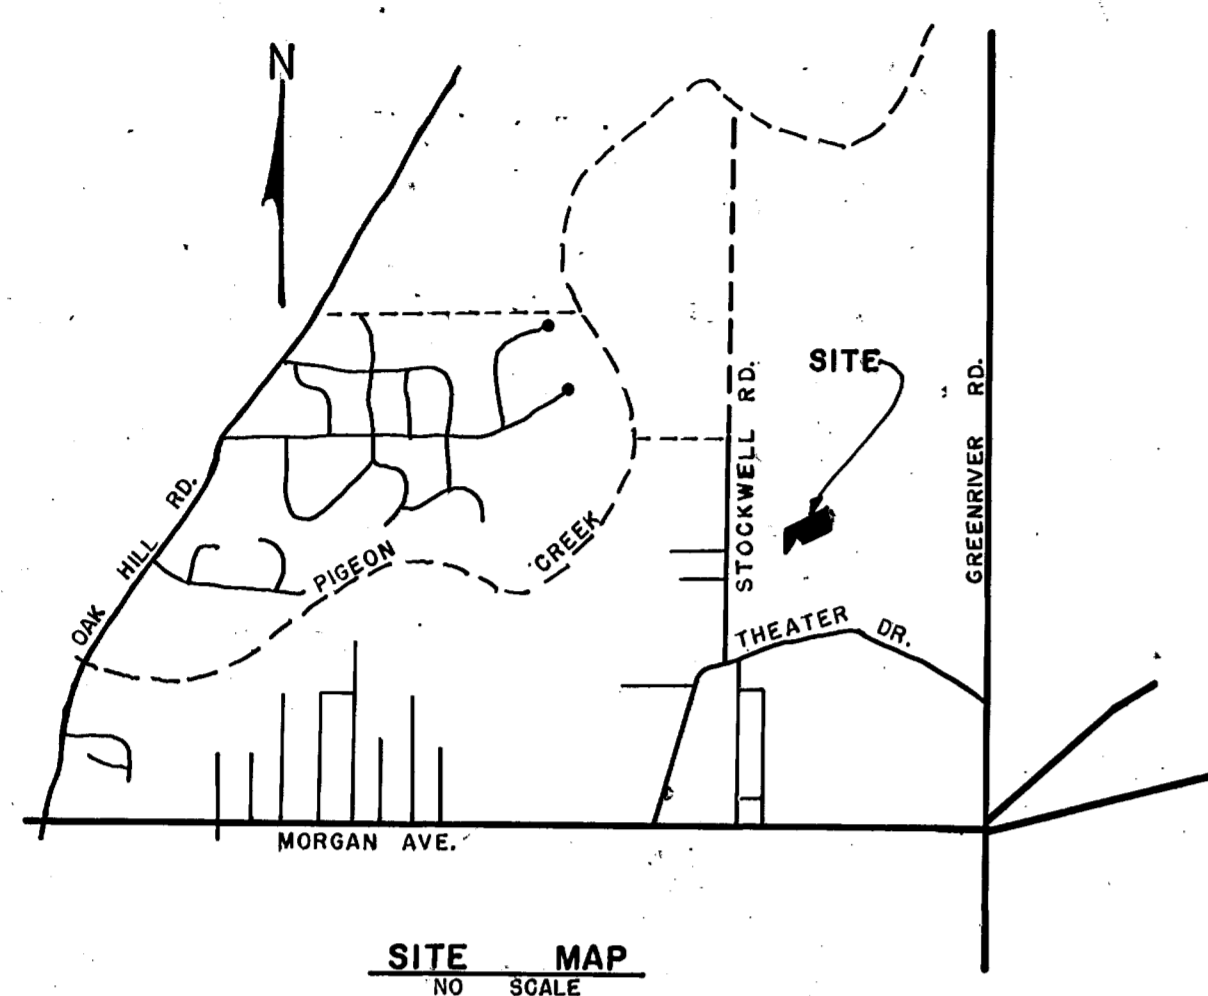 N
SITE
STOCKWELL RD.
GREENRIVER RD.
OAK HILL RD.
PIGEON CREEK
THEATER DR.
MORGAN AVE.
SITE MAP
NO SCALE